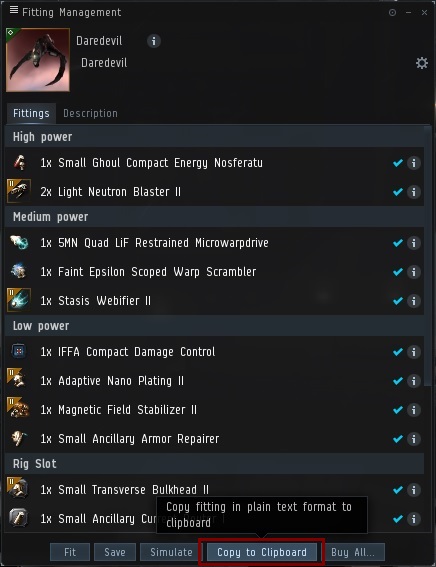 Fitting Management
Daredevil
Daredevil
Fittings Description
High power
1x Small Ghoul Compact Energy Nosferatu
2x Light Neutron Blaster II
Medium power
1x 5MN Quad LiF Restrained Microwarpdrive
1x Faint Epsilon Scoped Warp Scrambler
1x Stasis Webifier II
Low power
1x IFFA Compact Damage Control
1x Adaptive Nano Plating II
1x Magnetic Field Stabilizer II
1x Small Ancillary Armor Repairer
Rig Slot
1x Small Transverse Bulkhead II
1x Small Ancillary
Copy fitting in plain text format to
clipboard
Fit Save Simulate Copy to Clipboard Buy All...